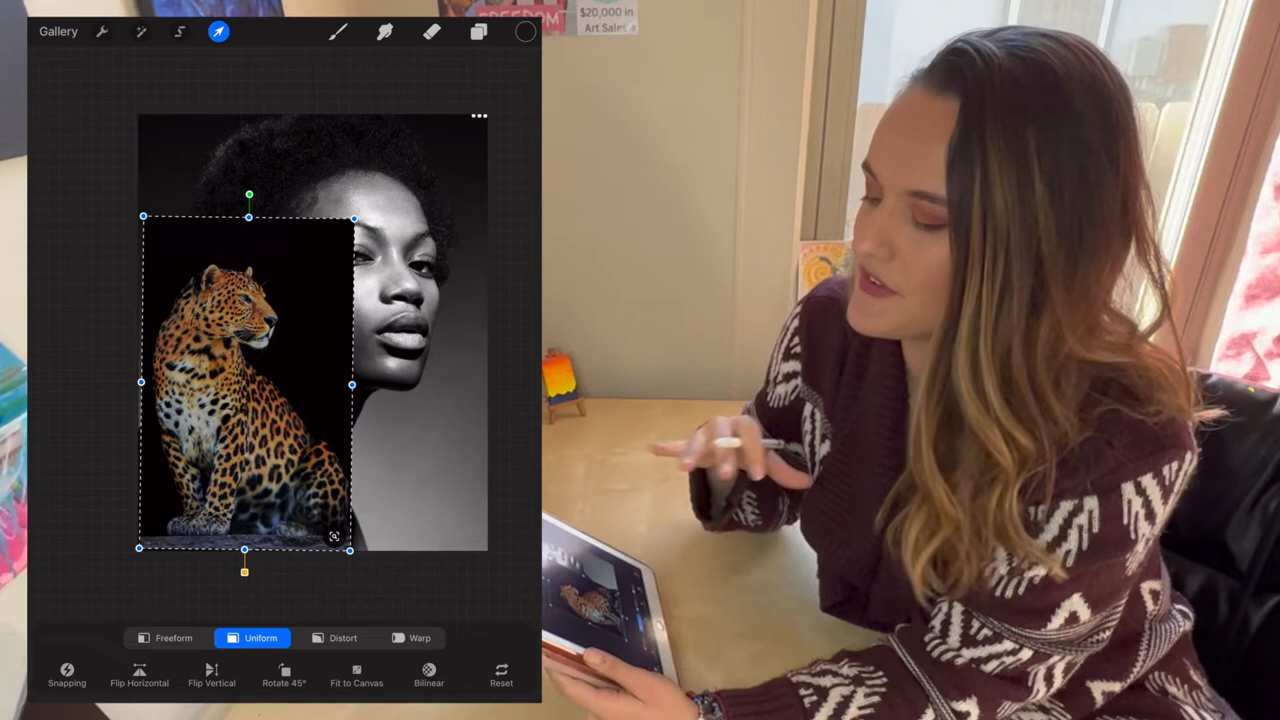 Gallery
FREEDOM
$20,000 in
Art Sales
Freeform
Uniform
Distort
Warp
Snapping
Flip Horizontal
Flip Vertical
Rotate 45°
Fit to Canvas
Bilinear
Reset